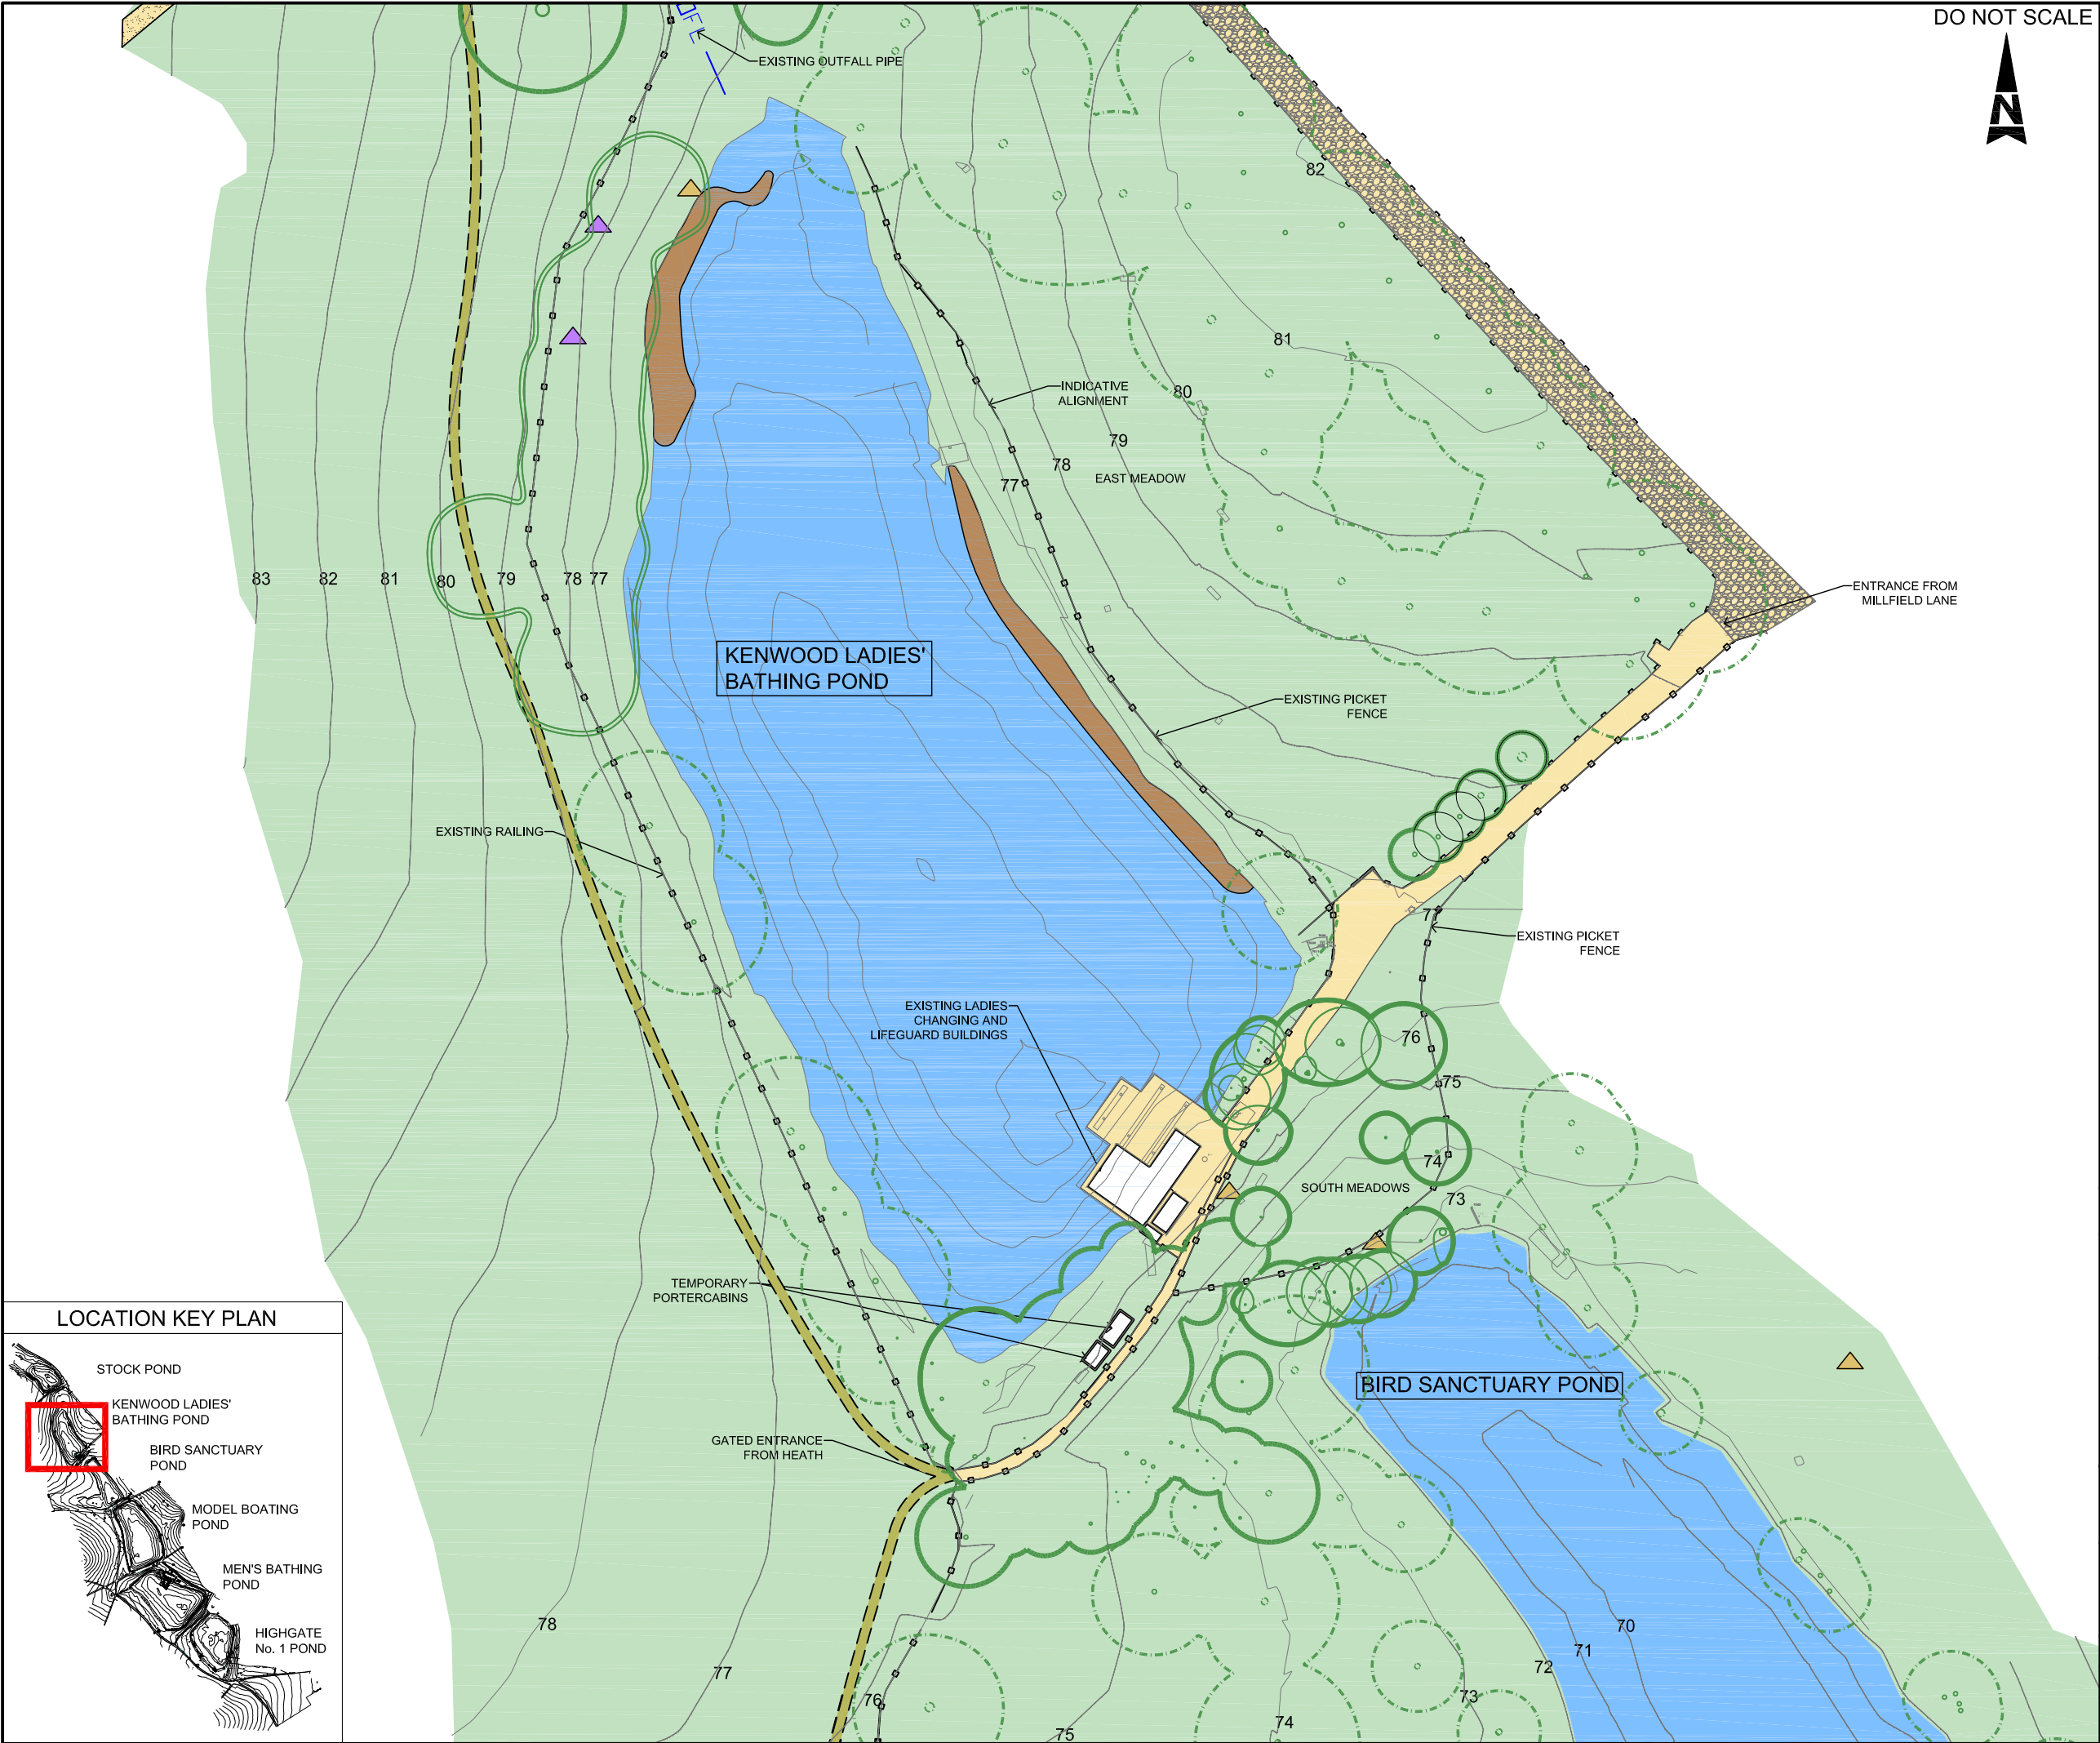 DO NOT SCALE
N
EXISTING OUTFALL PIPE
82
81
INDICATIVE
ALIGNMENT
80
79
78
EAST MEADOW
77
83
82
81
80
79
78
77
ENTRANCE FROM
MILLFIELD LANE
KENWOOD LADIES'
BATHING POND
EXISTING PICKET
FENCE
EXISTING RAILING
77
EXISTING PICKET
FENCE
EXISTING LADIES
CHANGING AND
LIFEGUARD BUILDINGS
76
75
74
SOUTH MEADOWS
73
TEMPORARY
PORTERCABINS
BIRD SANCTUARY POND
GATED ENTRANCE
FROM HEATH
78
77
76
75
74
73
72
71
70
LOCATION KEY PLAN
STOCK POND
KENWOOD LADIES'
BATHING POND
BIRD SANCTUARY
POND
MODEL BOATING
POND
MEN'S BATHING
POND
HIGHGATE
No. 1 POND